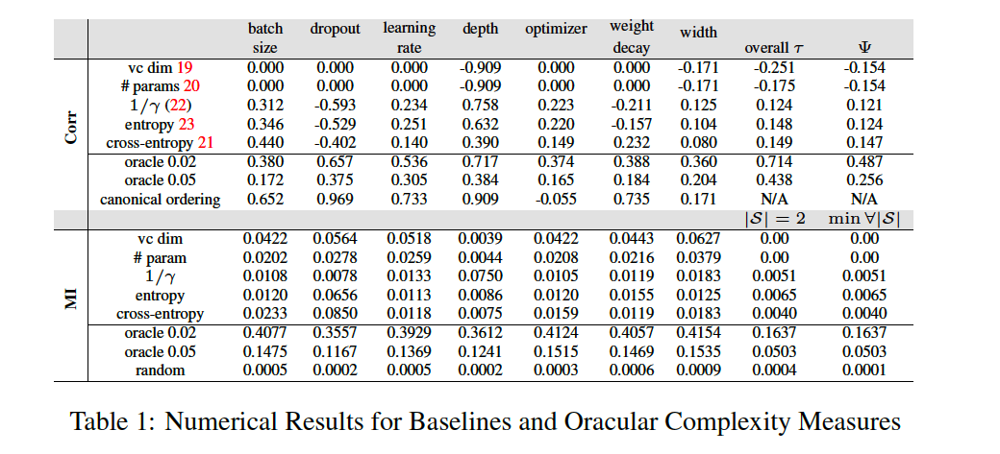 batch size dropout learning rate depth optimizer weight decay width overall τ Ψ
Corr
vc dim 19 0.000 0.000 0.000 -0.909 0.000 0.000 -0.171 -0.251 -0.154
# params 20 0.000 0.000 0.000 -0.909 0.000 0.000 -0.171 -0.175 -0.154
1/γ (22) 0.312 -0.593 0.234 0.758 0.223 -0.211 0.125 0.124 0.121
entropy 23 0.346 -0.529 0.251 0.632 0.220 -0.157 0.104 0.148 0.124
cross-entropy 21 0.440 -0.402 0.140 0.390 0.149 0.232 0.080 0.149 0.147
oracle 0.02 0.380 0.657 0.536 0.717 0.374 0.388 0.360 0.714 0.487
oracle 0.05 0.172 0.375 0.305 0.384 0.165 0.184 0.204 0.438 0.256
canonical ordering 0.652 0.969 0.733 0.909 -0.055 0.735 0.171 N/A N/A
|S| = 2 min ∀|S|
MI
vc dim 0.0422 0.0564 0.0518 0.0039 0.0422 0.0443 0.0627 0.00 0.00
# param 0.0202 0.0278 0.0259 0.0044 0.0208 0.0216 0.0379 0.00 0.00
1/γ 0.0108 0.0078 0.0133 0.0750 0.0105 0.0119 0.0183 0.0051 0.0051
entropy 0.0120 0.0656 0.0113 0.0086 0.0120 0.0155 0.0125 0.0065 0.0065
cross-entropy 0.0233 0.0850 0.0118 0.0075 0.0159 0.0119 0.0183 0.0040 0.0040
oracle 0.02 0.4077 0.3557 0.3929 0.3612 0.4124 0.4057 0.4154 0.1637 0.1637
oracle 0.05 0.1475 0.1167 0.1369 0.1241 0.1515 0.1469 0.1535 0.0503 0.0503
random 0.0005 0.0002 0.0005 0.0002 0.0003 0.0006 0.0009 0.0004 0.0001
Table 1: Numerical Results for Baselines and Oracular Complexity Measures